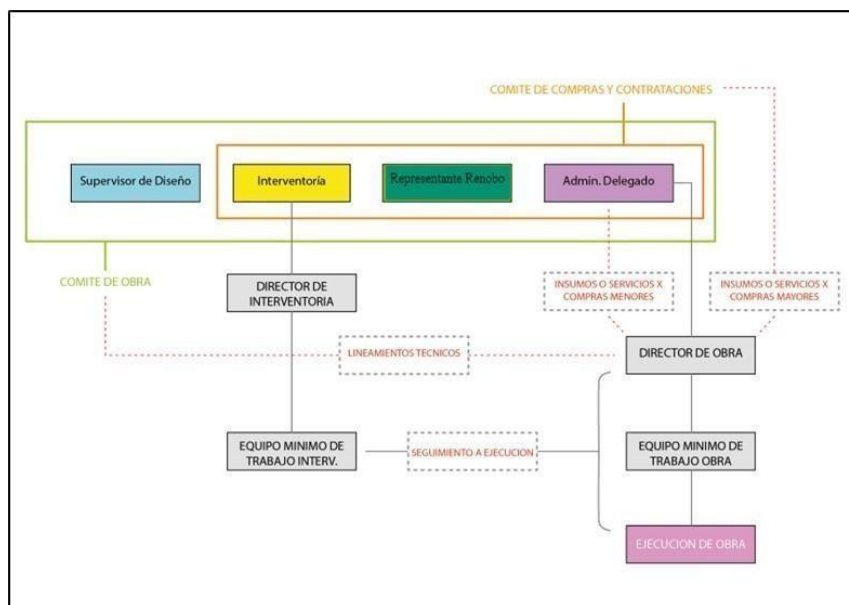 COMITE DE COMPRAS Y CONTRATACIONES
Supervisor de Diseño
Interventoría
Representante Renobo
Admin. Delegado
COMITE DE OBRA
DIRECTOR DE
INTERVENTORIA
INSUMOS O SERVICIOS X
COMPRAS MENORES
INSUMOS O SERVICIOS X
COMPRAS MAYORES
LINEAMIENTOS TECNICOS
DIRECTOR DE OBRA
EQUIPO MINIMO DE
TRABAJO INTERV.
SEGUIMIENTO A EJECUCION
EQUIPO MINIMO DE
TRABAJO OBRA
EJECUCION DE OBRA